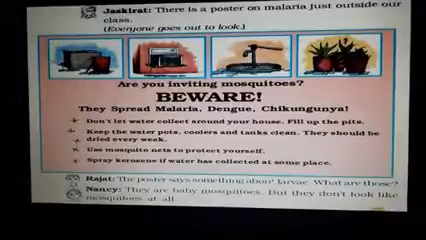 Jaskirat: There is a poster on malaria just outside our
class.
(Everyone goes out to look.)
Are you inviting mosquitoes?
BEWARE!
They Spread Malaria, Dengue, Chikungunya!
Don't let water collect around your house. Fill up the pits.
Keep the water pots, coolers and tanks clean. They should be
dried every week.
Use mosquito nets to protect yourself.
Spray kerosene if water has collected at some place.
Rajat: The poster says something about larvae. What are those?
Nancy: They are baby mosquitoes. But they don't look like
mosquitoes at all